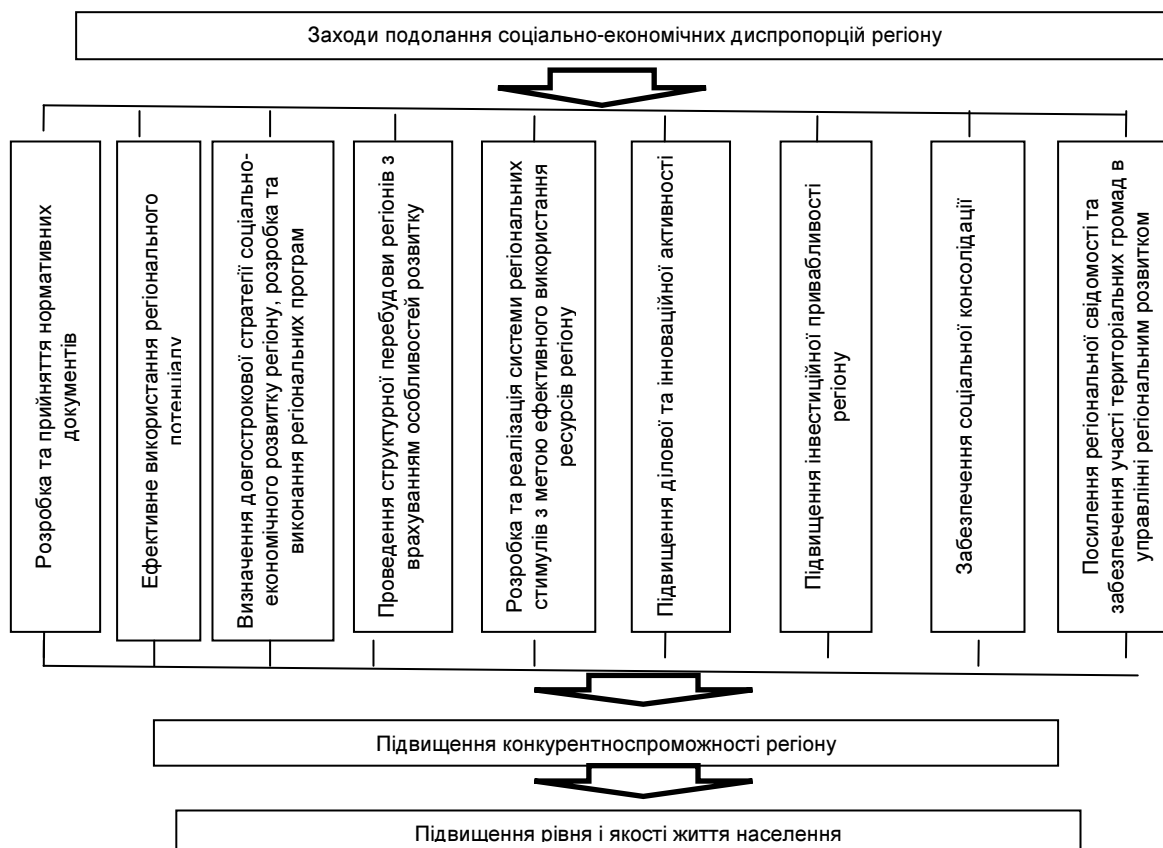 Заходи подолання соціально-економічних диспропорцій регіону
Розробка та прийняття нормативних
документів
Ефективне використання регіонального
потенціалу
Визначення довгострокової стратегії соціально-
економічного розвитку регіону, розробка та
виконання регіональних програм
Проведення структурної перебудови регіонів з
врахуванням особливостей розвитку
Розробка та реалізація системи регіональних
стимулів з метою ефективного використання
ресурсів регіону
Підвищення ділової та інноваційної активності
Підвищення інвестиційної привабливості
регіону
Забезпечення соціальної консолідації
Посилення регіональної свідомості та
забезпечення участі територіальних громад в
управлінні регіональним розвитком
Підвищення конкурентноспроможності регіону
Підвищення рівня і якості життя населення